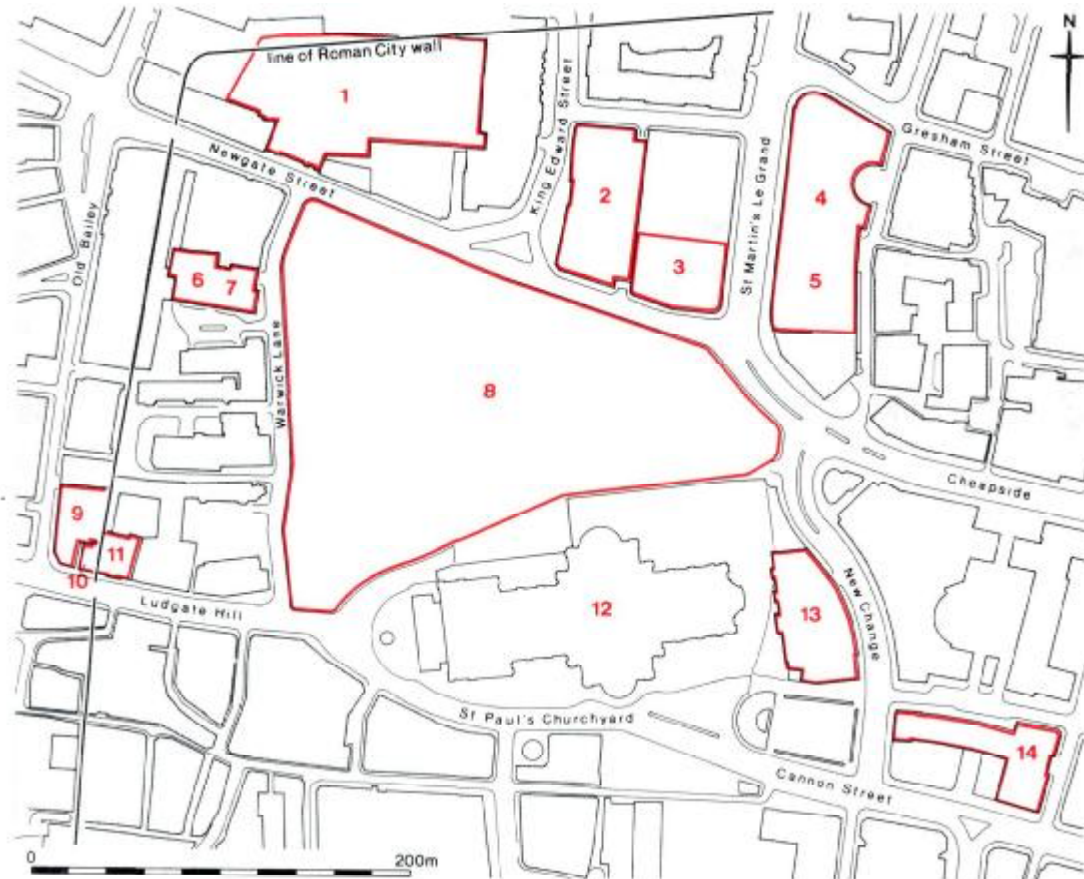 N
line of Roman City wall
1
King Edward Street
2
St Martin's Le Grand
4
Gresham Street
Newgate Street
Old Bailey
3
5
6
7
Warwick Lane
8
Cheapside
9
10
11
Ludgate Hill
12
13
New Change
St Paul's Churchyard
14
Cannon Street
0
200m